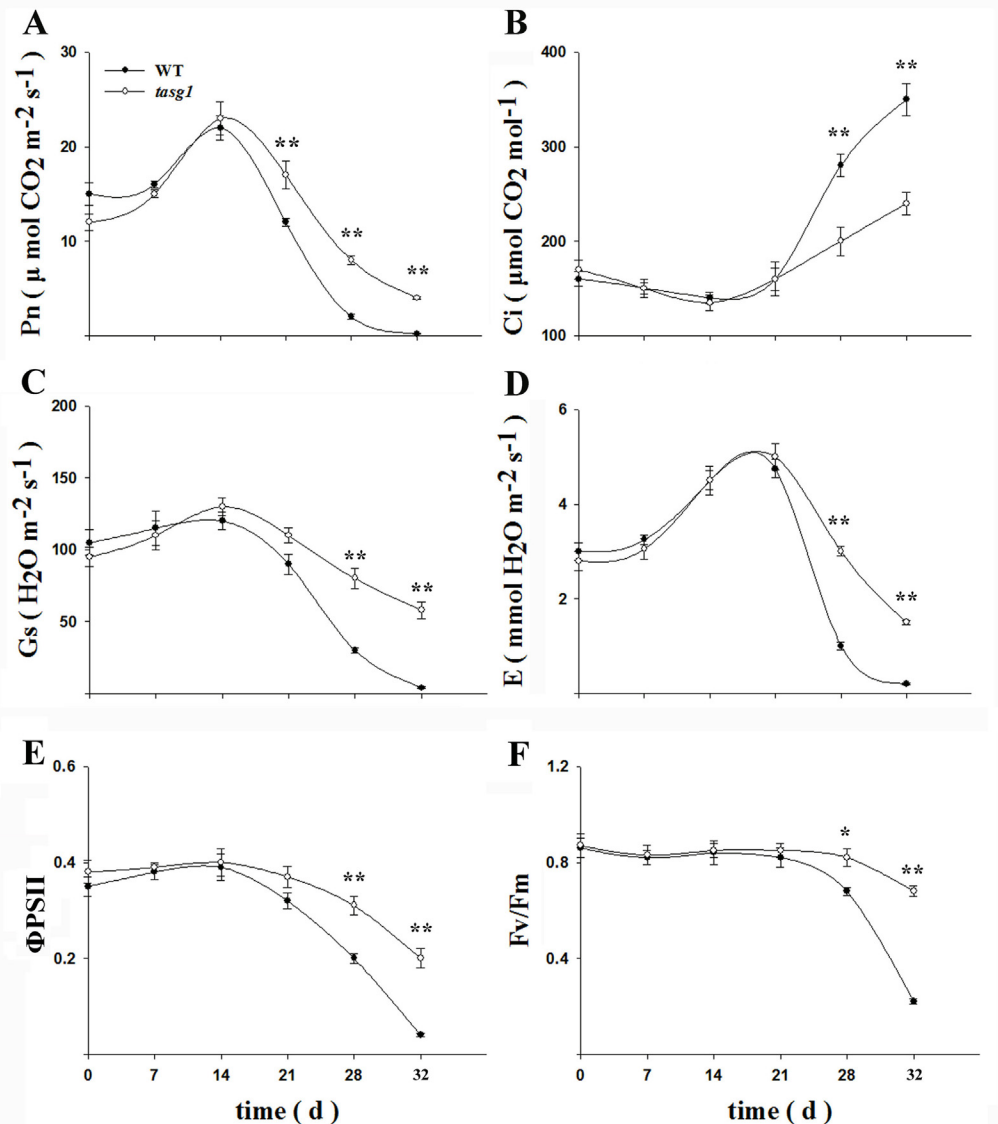 A
Pn ( μ mol CO2 m-2 s-1 )
30
20
10
WT
tasg1
**
**
**
B
Ci ( μmol CO2 mol-1 )
400
300
200
100
**
**
C
Gs ( H2O m-2 s-1 )
200
150
100
50
**
**
D
E ( mmol H2O m-2 s-1 )
6
4
2
**
**
E
ΦPSII
0.6
0.4
0.2
**
**
0 7 14 21 28 32
time ( d )
F
Fv/Fm
1.2
0.8
0.4
*
**
0 7 14 21 28 32
time ( d )